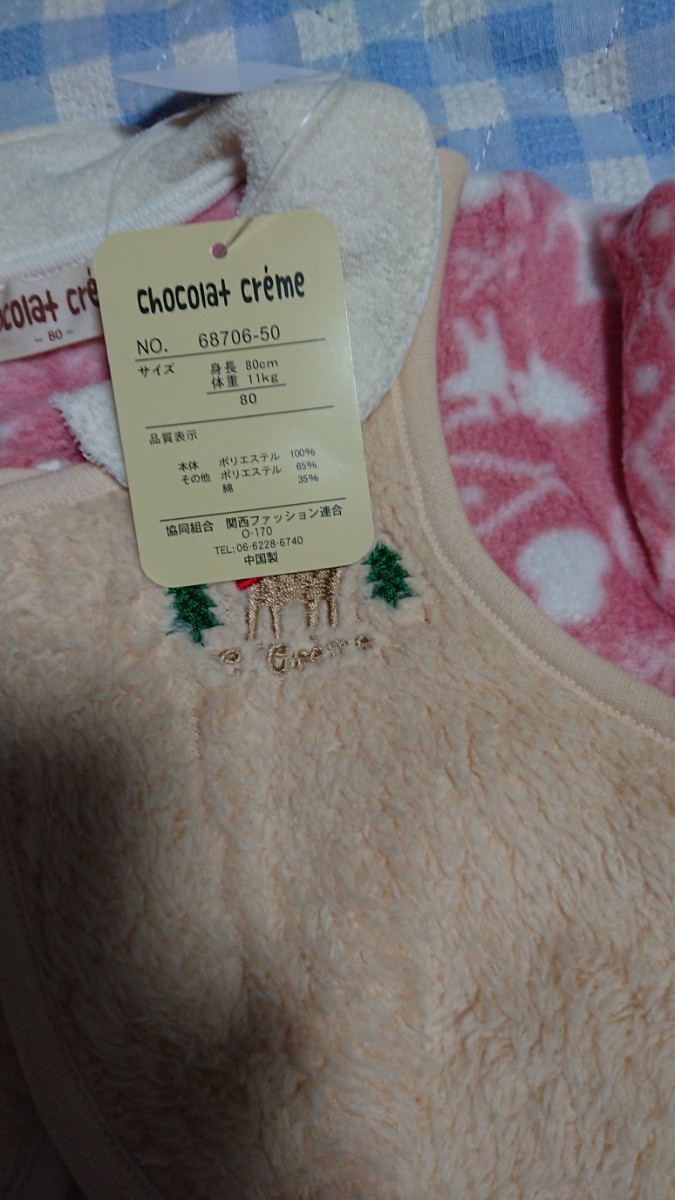 chocolat créme
NO. 68706-50
サイズ 身長 80cm
体重 11kg
80
品質表示
本体 ポリエステル 100%
その他 ポリエステル 65%
綿 35%
協同組合 関西ファッション連合
O-170
TEL:06-6228-6740
中国製
colat cré
- 80 -
Creme